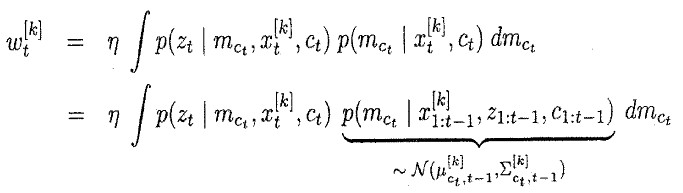 w_t^{[k]} = η ∫ p(z_t | m_{c_t}, x_t^{[k]}, c_t) p(m_{c_t} | x_t^{[k]}, c_t) dm_{c_t}
= η ∫ p(z_t | m_{c_t}, x_t^{[k]}, c_t) p(m_{c_t} | x_{1:t−1}^{[k]}, z_{1:t−1}, c_{1:t−1}) dm_{c_t}
∼ 𝒩(μ_{c_t,t−1}^{[k]}, Σ_{c_t,t−1}^{[k]})